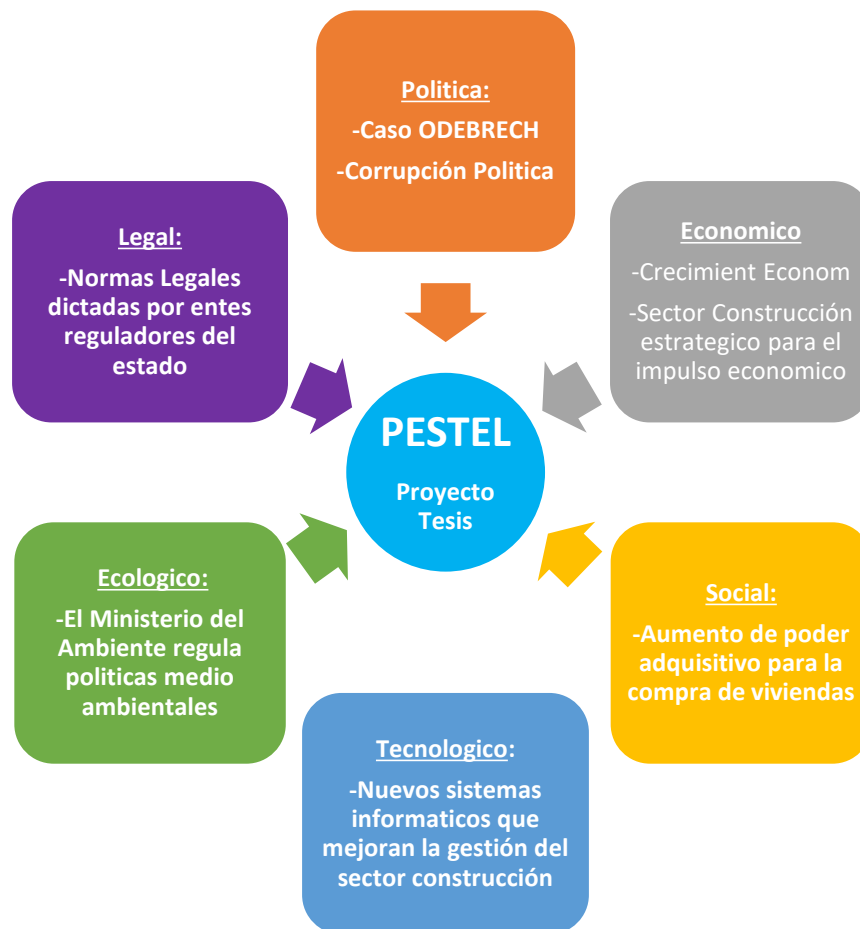 Politica:
-Caso ODEBRECH
-Corrupción Politica
Economico
-Crecimient Econom
-Sector Construcción
estrategico para el
impulso economico
Social:
-Aumento de poder
adquisitivo para la
compra de viviendas
Tecnologico:
-Nuevos sistemas
informaticos que
mejoran la gestión del
sector construcción
Ecologico:
-El Ministerio del
Ambiente regula
politicas medio
ambientales
Legal:
-Normas Legales
dictadas por entes
reguladores del
estado
PESTEL
Proyecto
Tesis